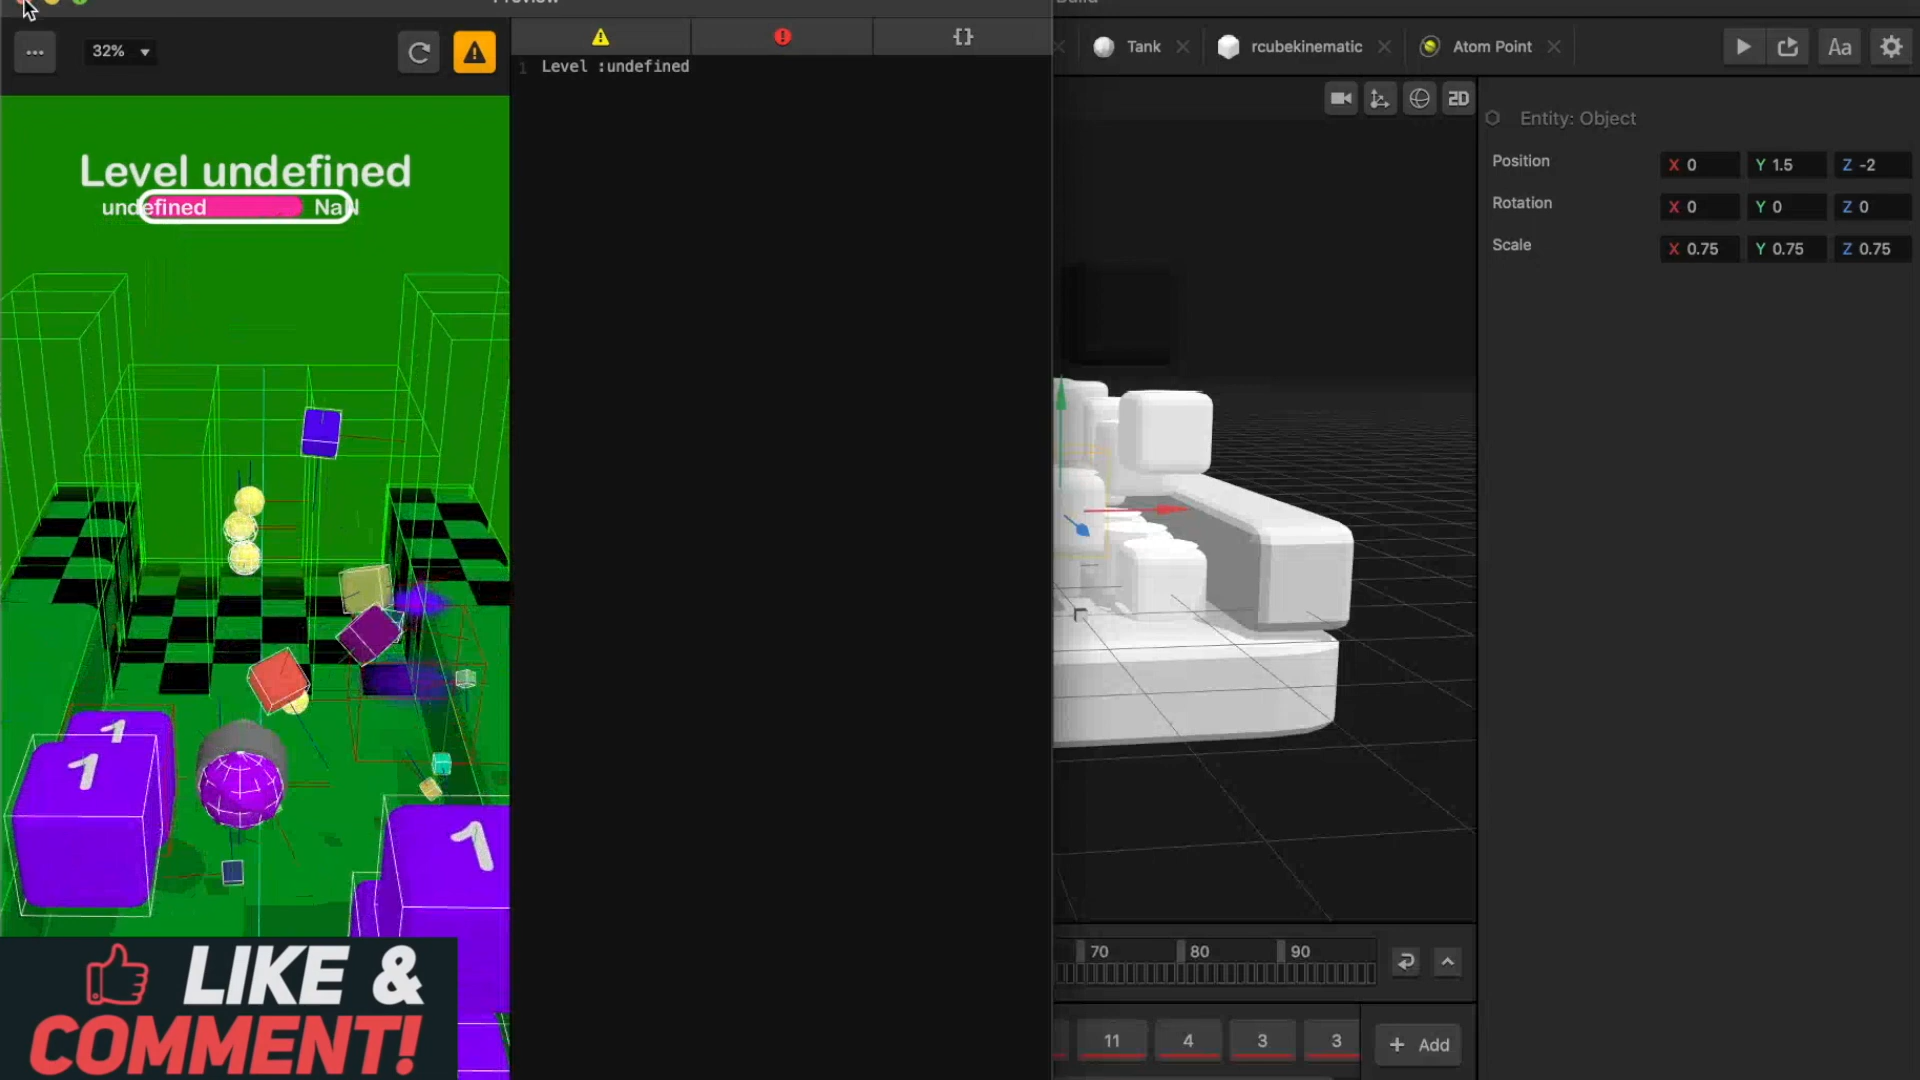 32%
1 Level :undefined
Tank
rcubekinematic
Atom Point
Aa
2D
Entity: Object
Position X 0 Y 1.5 Z -2
Rotation X 0 Y 0 Z 0
Scale X 0.75 Y 0.75 Z 0.75
Level undefined
undefined NaN
1
1
1
70 80 90
11 4 3 3 + Add
LIKE &
COMMENT!